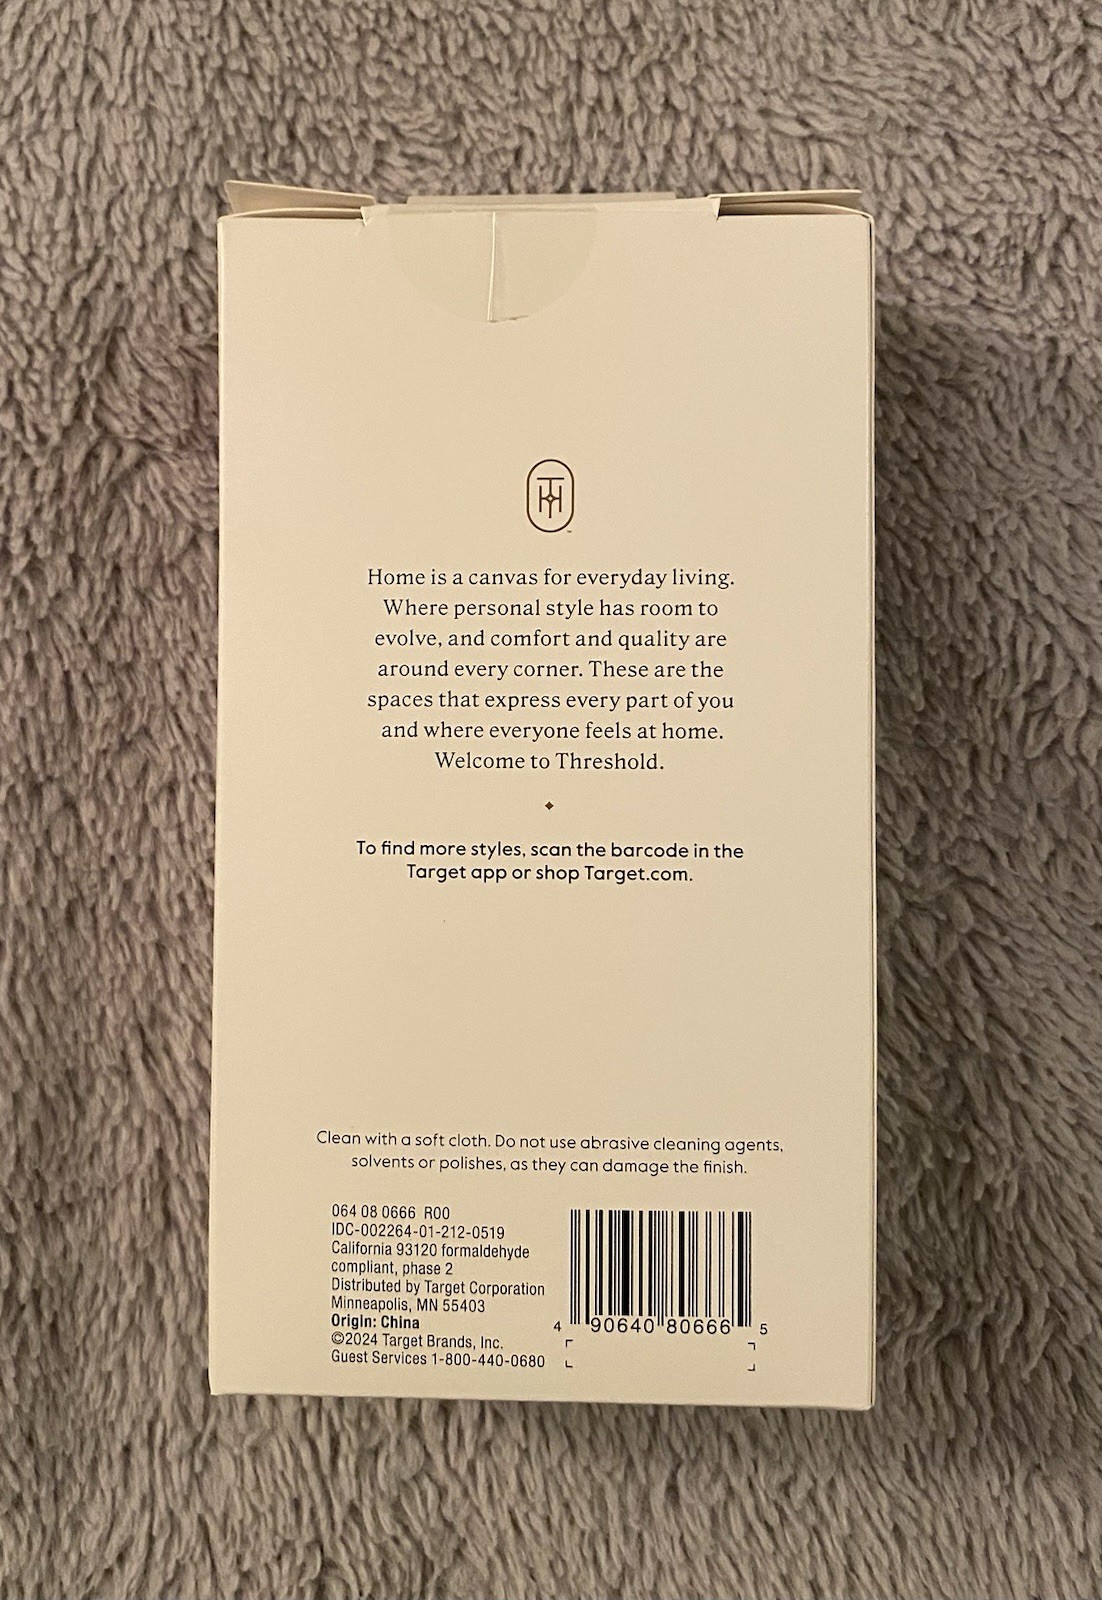 TH
Home is a canvas for everyday living.
Where personal style has room to
evolve, and comfort and quality are
around every corner. These are the
spaces that express every part of you
and where everyone feels at home.
Welcome to Threshold.
To find more styles, scan the barcode in the
Target app or shop Target.com.
Clean with a soft cloth. Do not use abrasive cleaning agents,
solvents or polishes, as they can damage the finish.
064 08 0666 R00
IDC-002264-01-212-0519
California 93120 formaldehyde
compliant, phase 2
Distributed by Target Corporation
Minneapolis, MN 55403
Origin: China
©2024 Target Brands, Inc.
Guest Services 1-800-440-0680
4 90640 80666 5